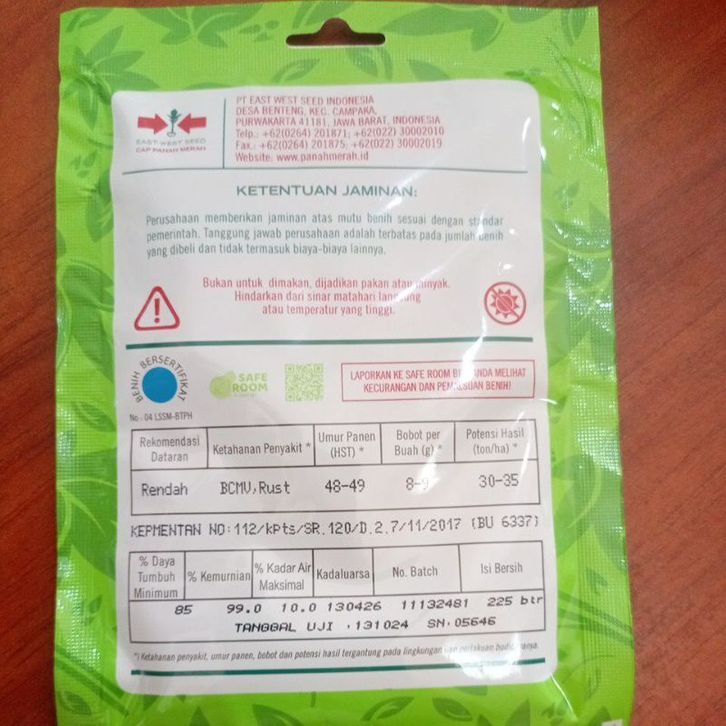 EAST WEST SEED
CAP PANAH MERAH
PT EAST WEST SEED INDONESIA
DESA BENTENG, KEC. CAMPAKA,
PURWAKARTA 41181, JAWA BARAT, INDONESIA
Telp.: +62(0264) 201871; +62(022) 30002010
Fax.: +62(0264) 201875; +62(022) 30002019
Website: www.panahmerah.id
KETENTUAN JAMINAN:
Perusahaan memberikan jaminan atas mutu benih sesuai dengan standar
pemerintah. Tanggung jawab perusahaan adalah terbatas pada jumlah benih
yang dibeli dan tidak termasuk biaya-biaya lainnya.
Bukan untuk dimakan, dijadikan pakan atau minyak.
Hindarkan dari sinar matahari langsung
atau temperatur yang tinggi.
BENIH BERSERTIFIKAT
No : 04 LSSM-BTPH
SAFE
ROOM
LAPORKAN KE SAFE ROOM BILA ANDA MELIHAT
KECURANGAN DAN PEMALSUAN BENIH!
Rekomendasi Dataran Ketahanan Penyakit * Umur Panen (HST) * Bobot per Buah (g) * Potensi Hasil (ton/ha) *
Rendah BCMV,Rust 48-49 8-9 30-35
KEPMENTAN NO:112/kpts/SR.120/D.2.7/11/2017 (BU 6337)
% Daya Tumbuh Minimum % Kemurnian % Kadar Air Maksimal Kadaluarsa No. Batch Isi Bersih
85 99.0 10.0 130426 11132481 225 btr
TANGGAL UJI :131024 SN:05646
*) Ketahanan penyakit, umur panen, bobot dan potensi hasil tergantung pada lingkungan dan perlakuan budidayanya.